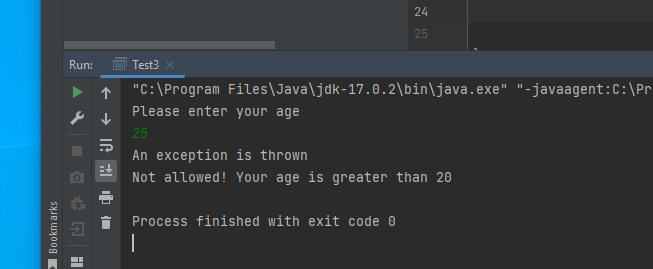 24
25
Run: Test3
"C:\Program Files\Java\jdk-17.0.2\bin\java.exe" "-javaagent:C:\Pr
Please enter your age
25
An exception is thrown
Not allowed! Your age is greater than 20
Process finished with exit code 0
Bookmarks